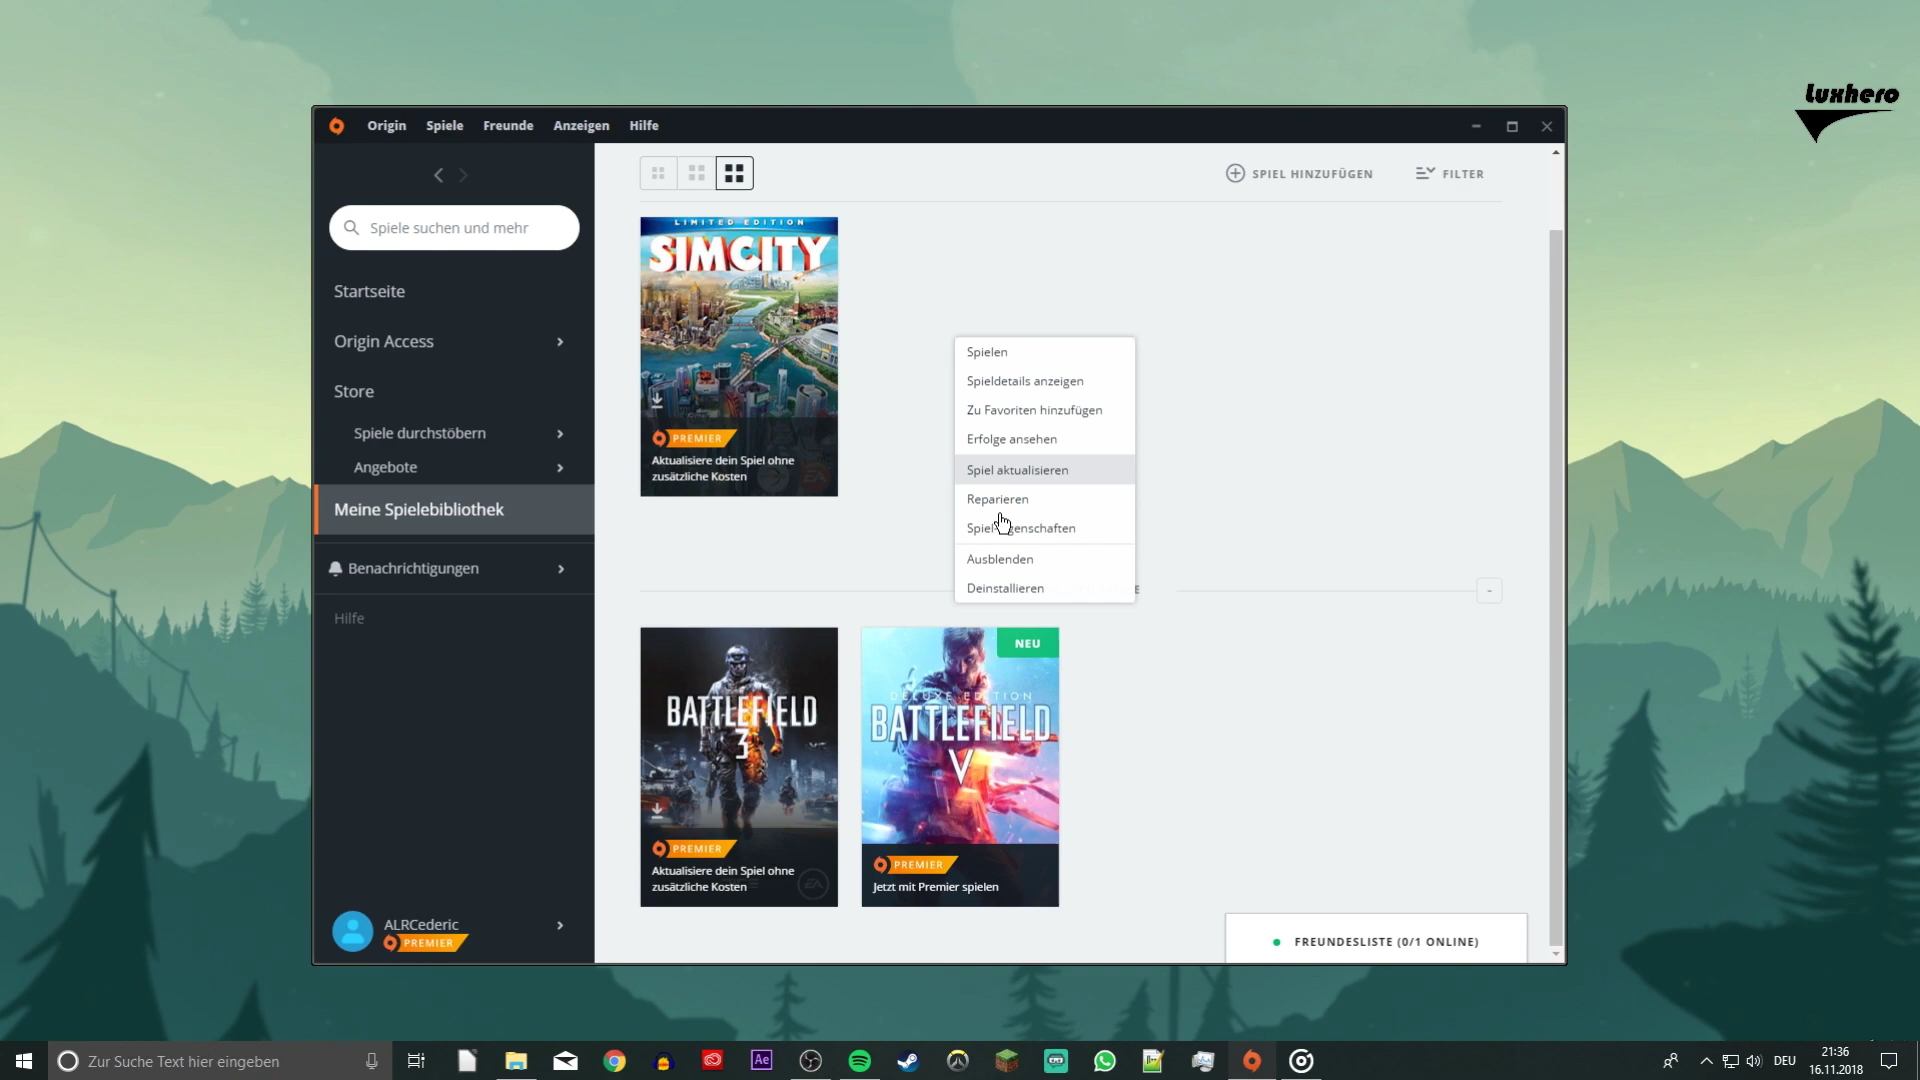 luxhero
Origin Spiele Freunde Anzeigen Hilfe
Spiele suchen und mehr
Startseite
Origin Access
Store
Spiele durchstöbern
Angebote
Meine Spielebibliothek
Benachrichtigungen
Hilfe
ALRCederic
PREMIER
SPIEL HINZUFÜGEN
FILTER
LIMITED EDITION
SIMCITY
PREMIER
Aktualisiere dein Spiel ohne
zusätzliche Kosten
Spielen
Spieldetails anzeigen
Zu Favoriten hinzufügen
Erfolge ansehen
Spiel aktualisieren
Reparieren
Ausblenden
Deinstallieren
-
BATTLEFIELD
3
PREMIER
Aktualisiere dein Spiel ohne
zusätzliche Kosten
EA
NEU
DELUXE EDITION
BATTLEFIELD
V
PREMIER
Jetzt mit Premier spielen
FREUNDESLISTE (0/1 ONLINE)
Zur Suche Text hier eingeben
Ae
DEU
21:36
16.11.2018